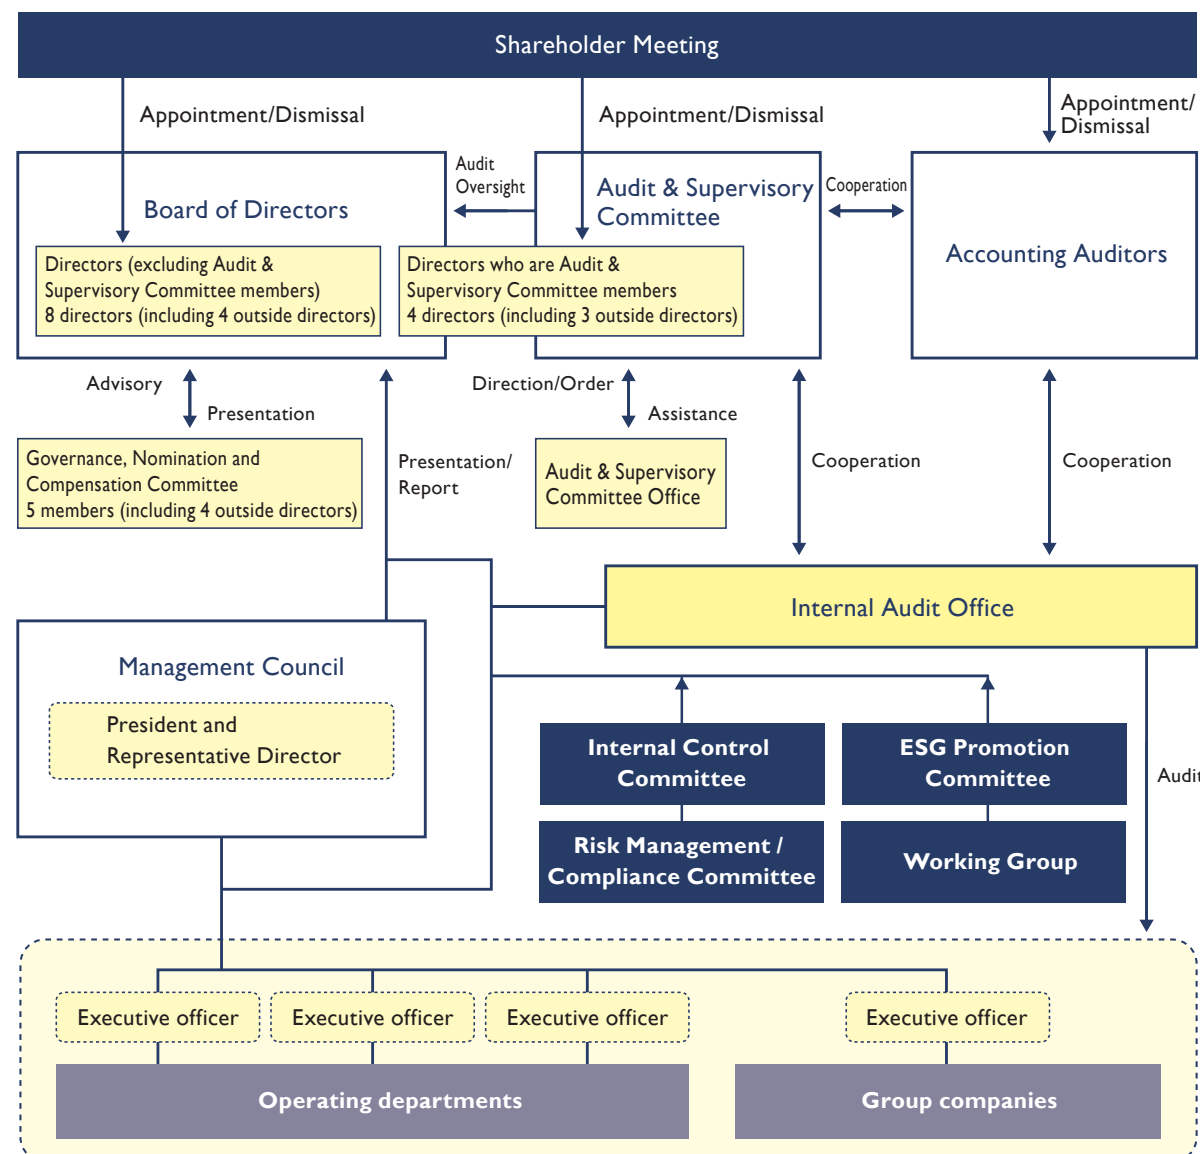 Shareholder Meeting
Appointment/Dismissal
Appointment/Dismissal
Appointment/
Dismissal
Board of Directors
Audit
Oversight
Audit & Supervisory
Committee
Cooperation
Accounting Auditors
Directors (excluding Audit &
Supervisory Committee members)
8 directors (including 4 outside directors)
Directors who are Audit &
Supervisory Committee members
4 directors (including 3 outside directors)
Advisory
Presentation
Direction/Order
Assistance
Governance, Nomination and
Compensation Committee
5 members (including 4 outside directors)
Presentation/
Report
Audit & Supervisory
Committee Office
Cooperation
Cooperation
Internal Audit Office
Management Council
President and
Representative Director
Internal Control
Committee
ESG Promotion
Committee
Audit
Risk Management /
Compliance Committee
Working Group
Executive officer
Executive officer
Executive officer
Executive officer
Operating departments
Group companies